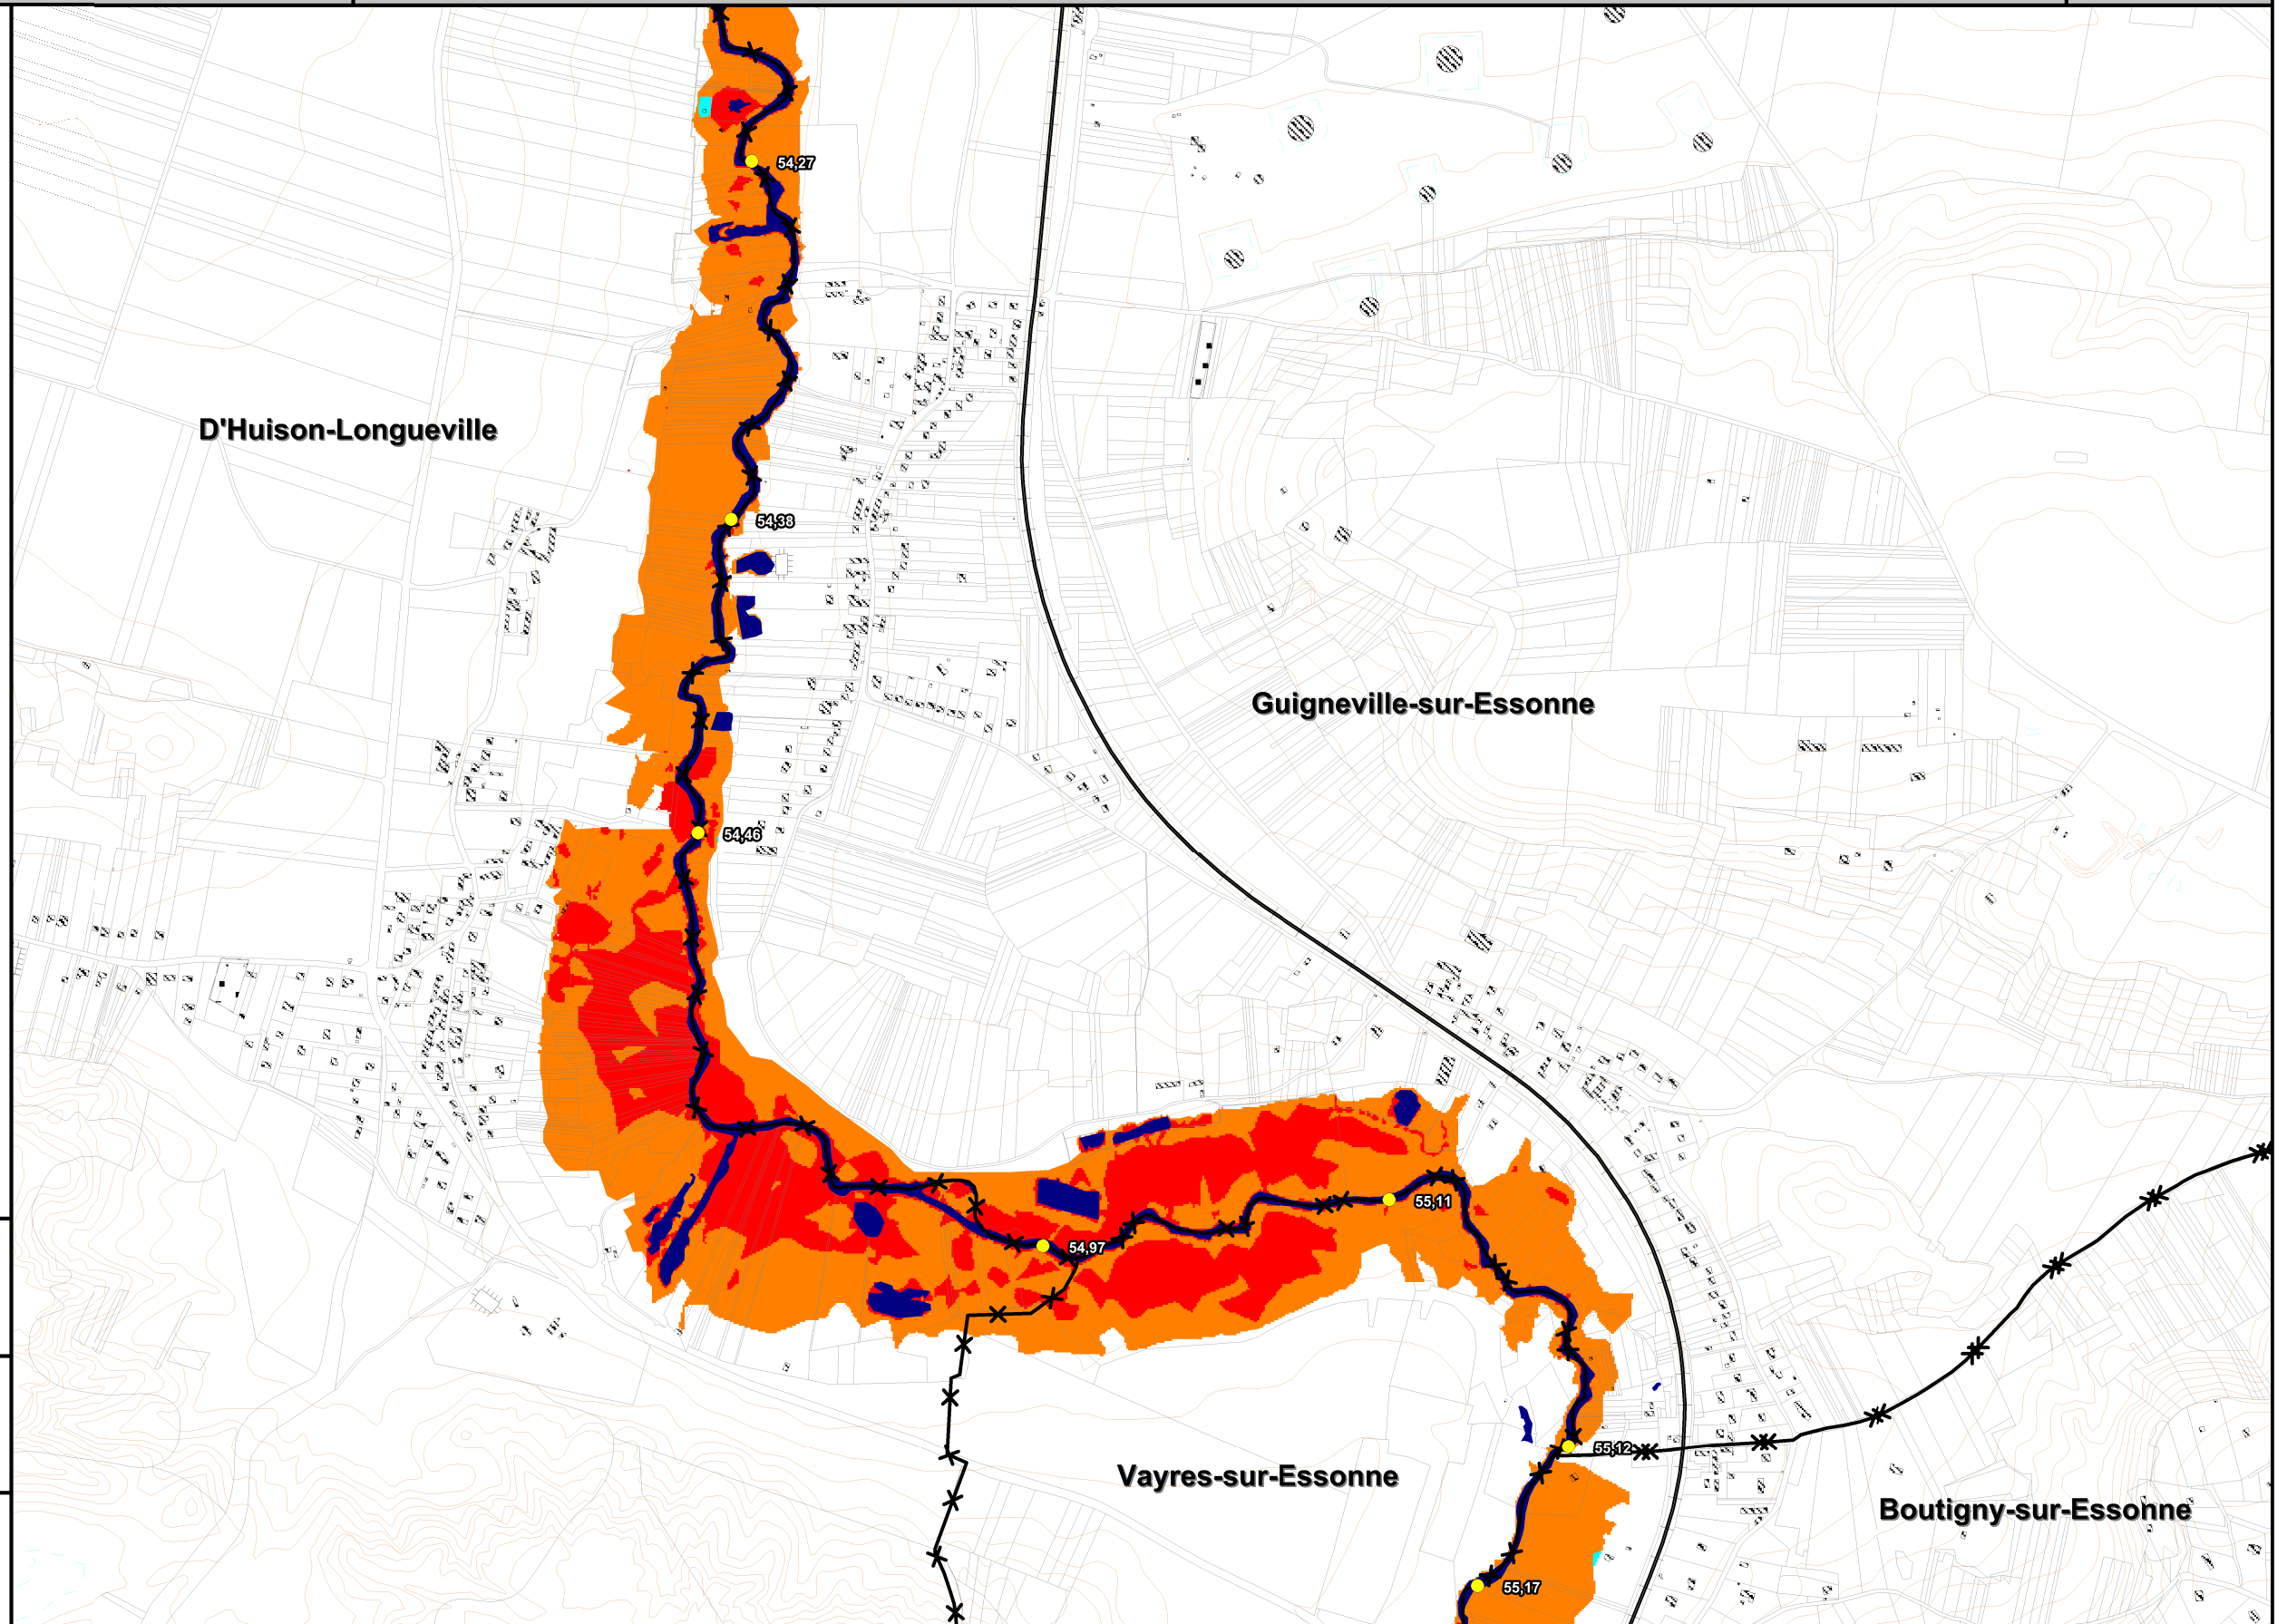 54,27
D'Huison-Longueville
54,38
Guigneville-sur-Essonne
54,46
55,11
54,97
55,12
Vayres-sur-Essonne
Boutigny-sur-Essonne
55,17